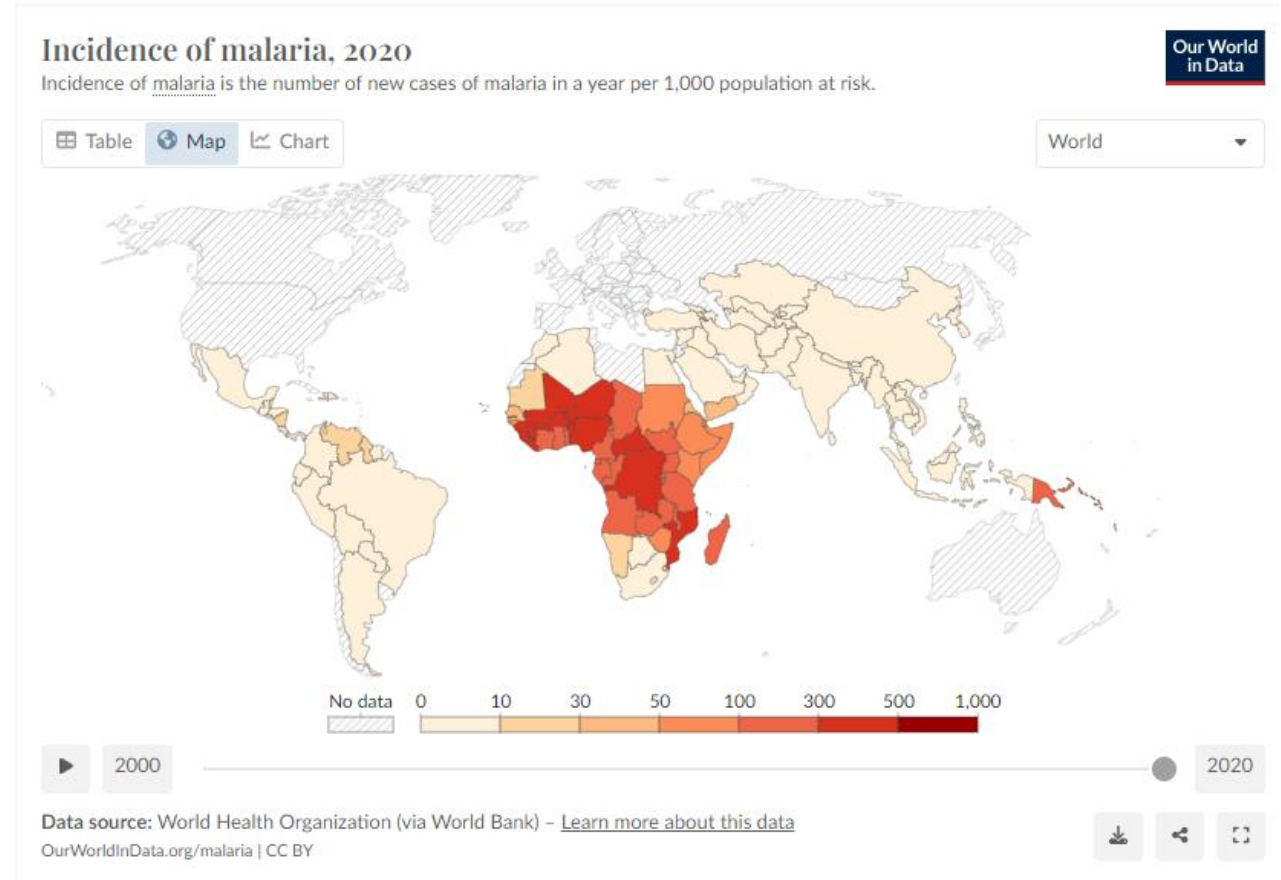 Incidence of malaria, 2020
Incidence of malaria is the number of new cases of malaria in a year per 1,000 population at risk.
Our World
in Data
Table Map Chart
World
No data 0 10 30 50 100 300 500 1,000
2000
2020
Data source: World Health Organization (via World Bank) – Learn more about this data
OurWorldInData.org/malaria | CC BY